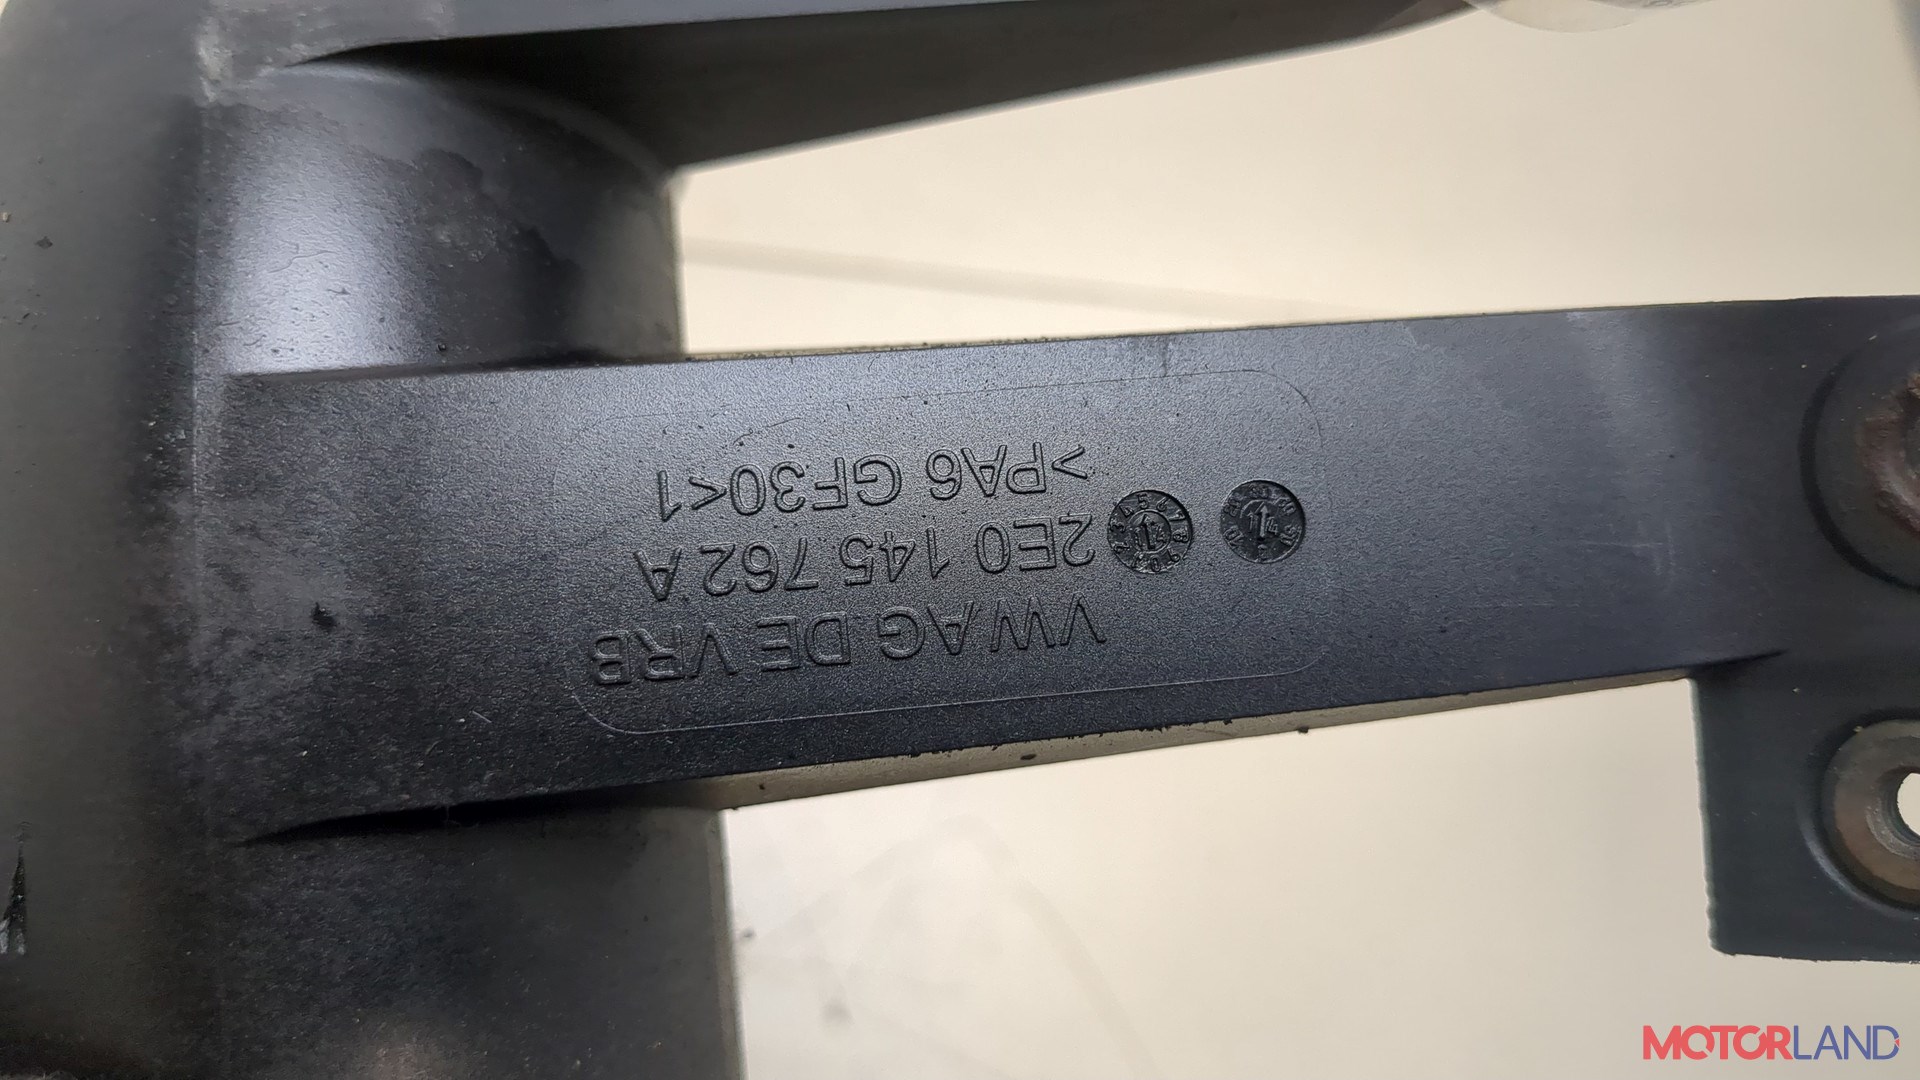 VW AG DE VRB
2E0 145 762 A
>PA6 GF30<1
MOTORLAND